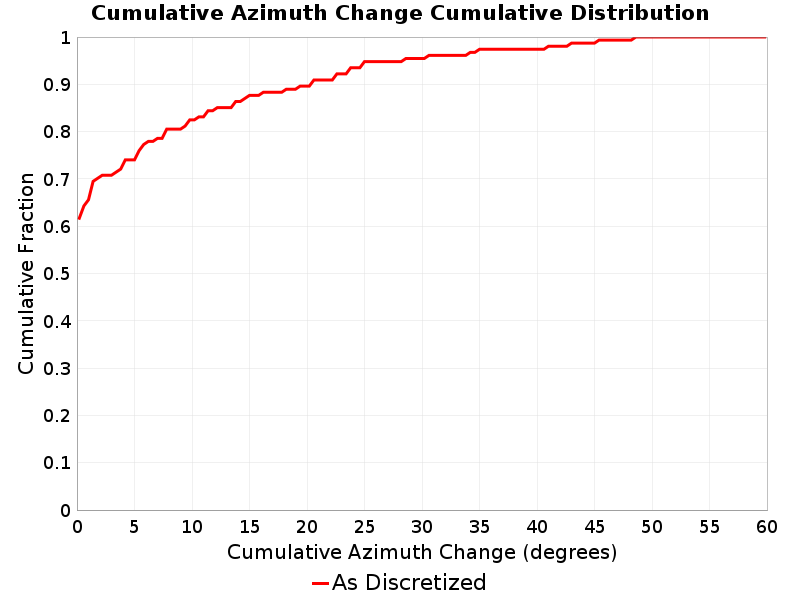 Cumulative Azimuth Change Cumulative Distribution
1
0.9
0.8
0.7
0.6
0.5
0.4
0.3
0.2
0.1
0
Cumulative Fraction
0 5 10 15 20 25 30 35 40 45 50 55 60
Cumulative Azimuth Change (degrees)
As Discretized